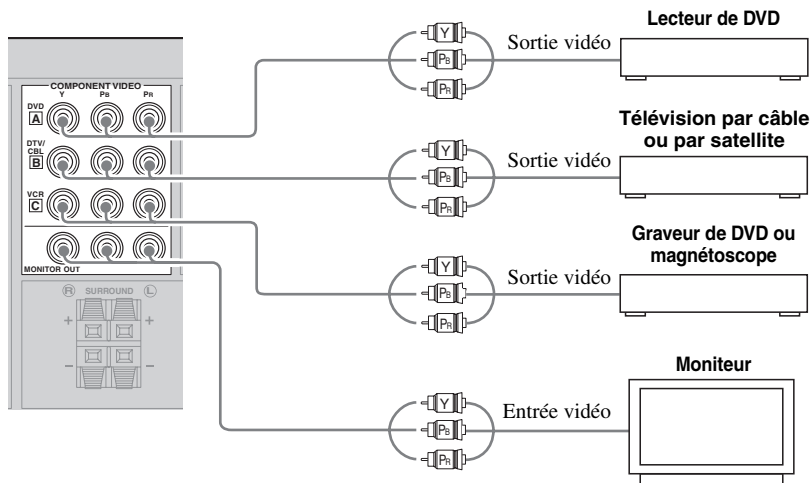 Lecteur de DVD
Y
PB
PR
Sortie vidéo
COMPONENT VIDEO
Y PB PR
DVD
A
DTV/
CBL
B
VCR
C
MONITOR OUT
R SURROUND L
+ +
– –
Télévision par câble
ou par satellite
Y
PB
PR
Sortie vidéo
Graveur de DVD ou
magnétoscope
Y
PB
PR
Sortie vidéo
Moniteur
Y
PB
PR
Entrée vidéo